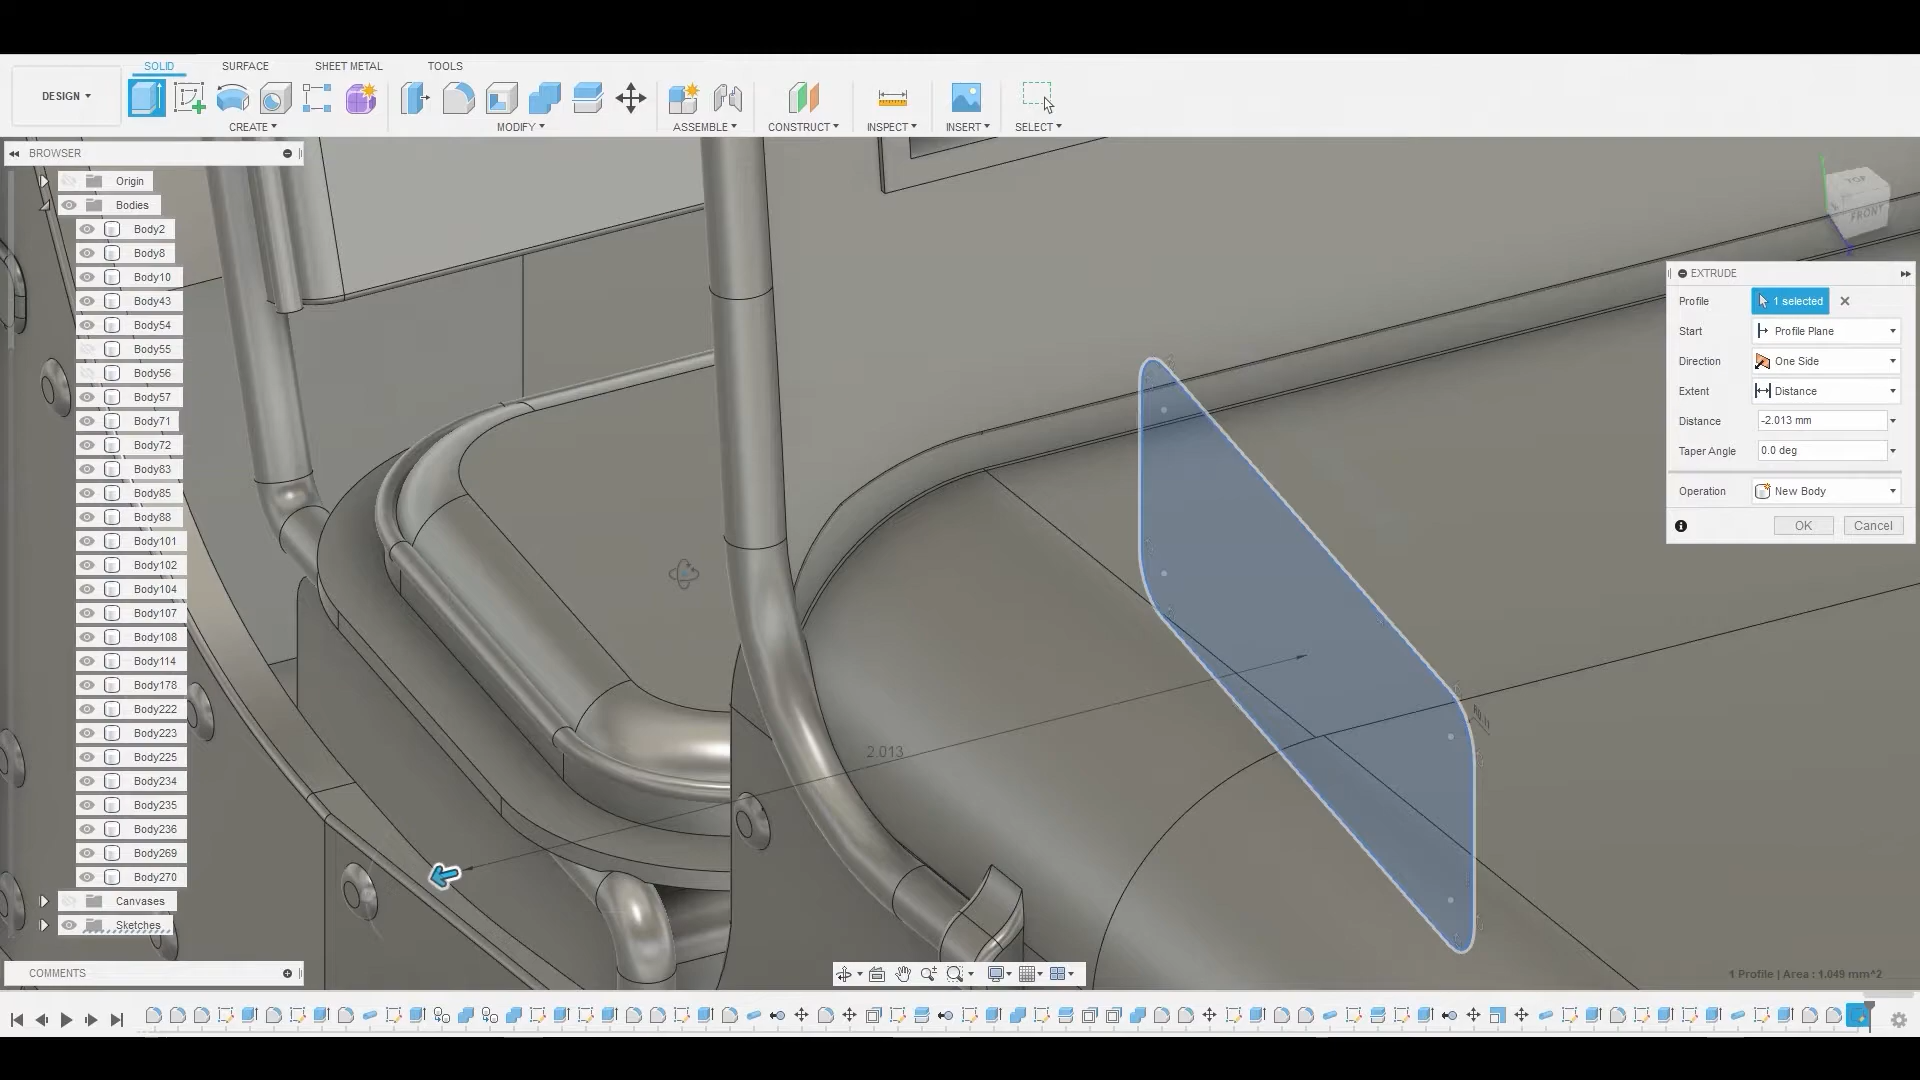 SOLID SURFACE SHEET METAL TOOLS
DESIGN
CREATE MODIFY ASSEMBLE CONSTRUCT INSPECT INSERT SELECT
BROWSER
Origin
Bodies
Body2
Body8
Body10
Body43
Body54
Body55
Body56
Body57
Body71
Body72
Body83
Body85
Body88
Body101
Body102
Body104
Body107
Body108
Body114
Body178
Body222
Body223
Body225
Body234
Body235
Body236
Body269
Body270
Canvases
Sketches
COMMENTS
TOP
FRONT
EXTRUDE
Profile 1 selected
Start Profile Plane
Direction One Side
Extent Distance
Distance -2.013 mm
Taper Angle 0.0 deg
Operation New Body
OK Cancel
2.013
1 Profile | Area : 1.049 mm^2